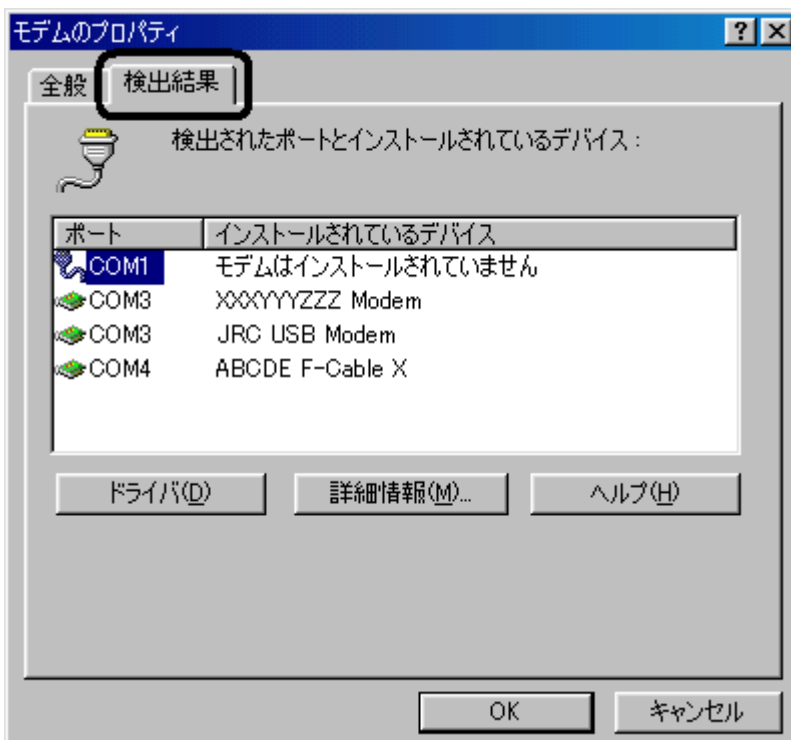 モデムのプロパティ
全般 検出結果
検出されたポートとインストールされているデバイス：
ポート インストールされているデバイス
COM1 モデムはインストールされていません
COM3 XXXYYYZZZ Modem
COM3 JRC USB Modem
COM4 ABCDE F-Cable X
ドライバ(D) 詳細情報(M)... ヘルプ(H)
OK キャンセル